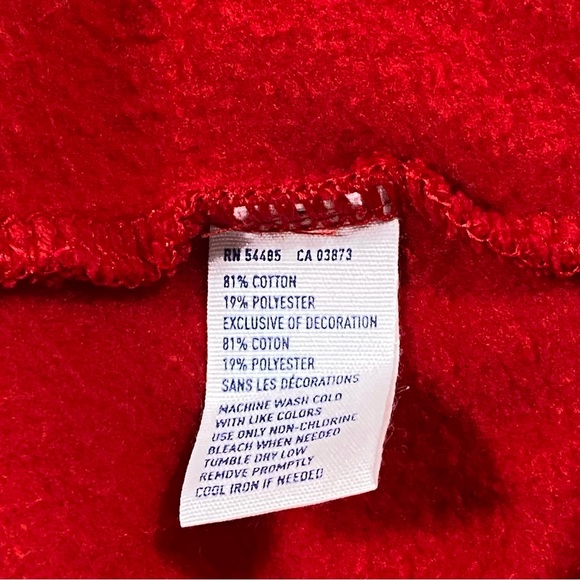 RN 54485 CA 03873
81% COTTON
19% POLYESTER
EXCLUSIVE OF DECORATION
81% COTON
19% POLYESTER
SANS LES DÉCORATIONS
MACHINE WASH COLD
WITH LIKE COLORS
USE ONLY NON-CHLORINE
BLEACH WHEN NEEDED
TUMBLE DRY LOW
REMOVE PROMPTLY
COOL IRON IF NEEDED